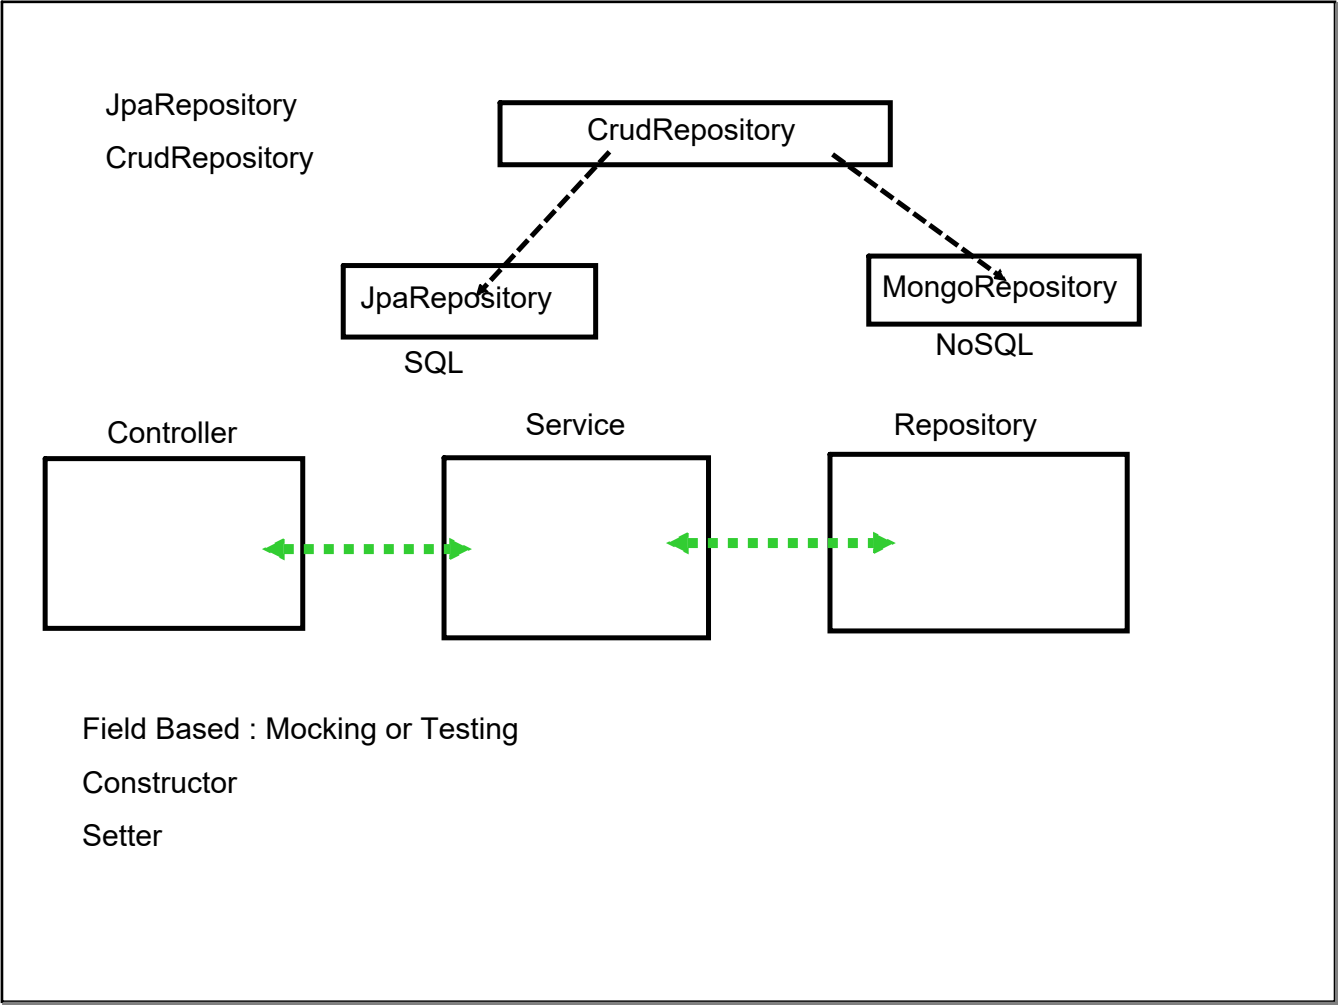 JpaRepository
CrudRepository
CrudRepository
JpaRepository
MongoRepository
SQL
NoSQL
Controller
Service
Repository
Field Based : Mocking or Testing
Constructor
Setter